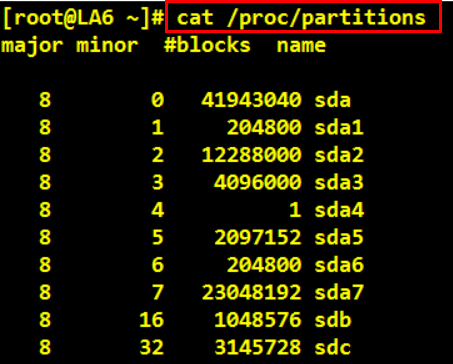 [root@LA6 ~]# cat /proc/partitions
major minor  #blocks  name
8        0   41943040 sda
8        1     204800 sda1
8        2   12288000 sda2
8        3    4096000 sda3
8        4          1 sda4
8        5    2097152 sda5
8        6     204800 sda6
8        7   23048192 sda7
8       16    1048576 sdb
8       32    3145728 sdc